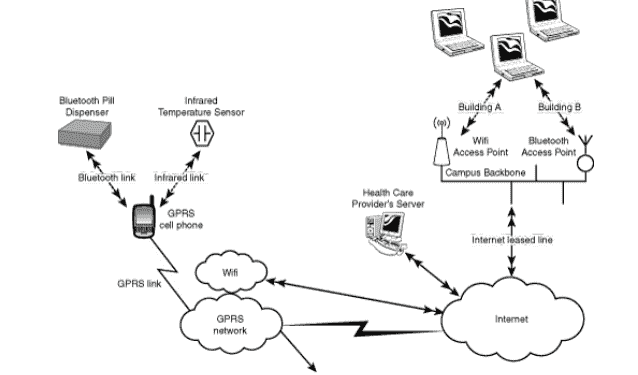 Building A
Building B
Bluetooth Pill
Dispenser
Infrared
Temperature Sensor
Wifi
Access Point
Bluetooth
Access Point
Campus Backbone
Bluetooth link
Infrared link
GPRS
cell phone
Health Care
Provider's Server
Internet leased line
GPRS link
Wifi
GPRS
network
Internet